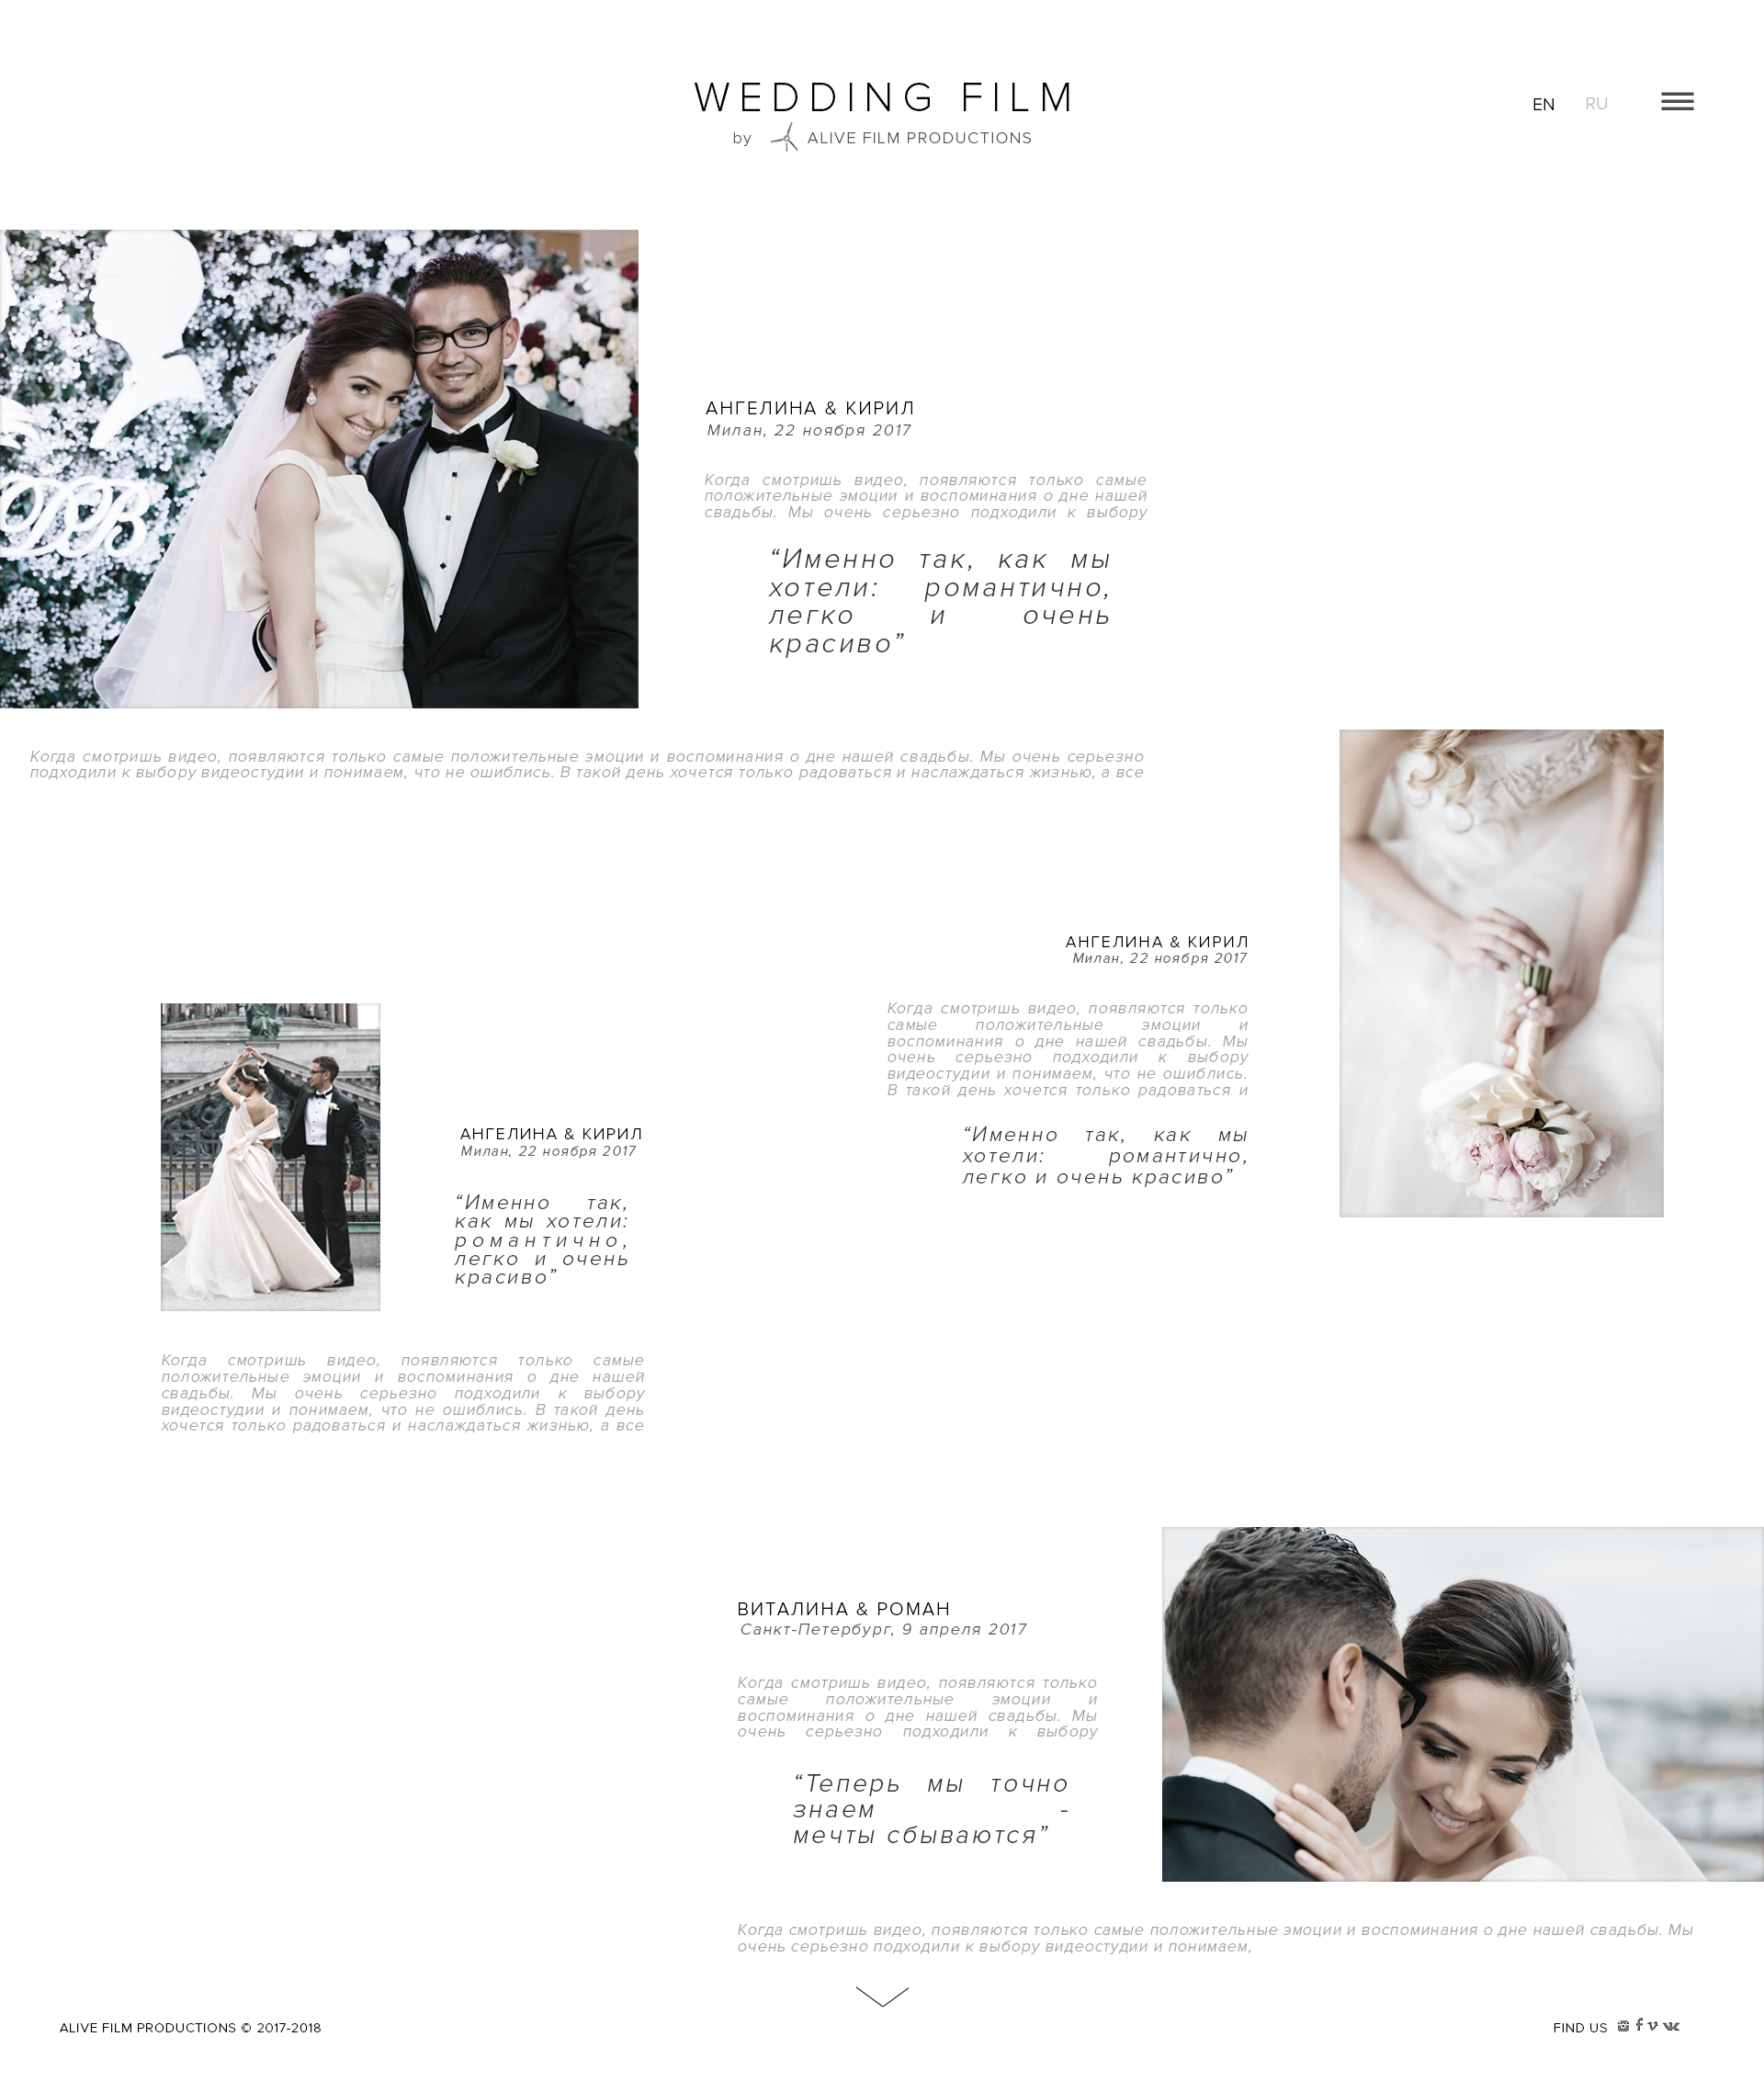 WEDDING FILM
by ALIVE FILM PRODUCTIONS
EN RU
АНГЕЛИНА & КИРИЛ
Милан, 22 ноября 2017
Когда смотришь видео, появляются только самые
положительные эмоции и воспоминания о дне нашей
свадьбы. Мы очень серьезно подходили к выбору
“Именно так, как мы
хотели: романтично,
легко и очень
красиво”
Когда смотришь видео, появляются только самые положительные эмоции и воспоминания о дне нашей свадьбы. Мы очень серьезно
подходили к выбору видеостудии и понимаем, что не ошиблись. В такой день хочется только радоваться и наслаждаться жизнью, а все
АНГЕЛИНА & КИРИЛ
Милан, 22 ноября 2017
Когда смотришь видео, появляются только
самые положительные эмоции и
воспоминания о дне нашей свадьбы. Мы
очень серьезно подходили к выбору
видеостудии и понимаем, что не ошиблись.
В такой день хочется только радоваться и
“Именно так, как мы
хотели: романтично,
легко и очень красиво”
АНГЕЛИНА & КИРИЛ
Милан, 22 ноября 2017
“Именно так,
как мы хотели:
романтично,
легко и очень
красиво”
Когда смотришь видео, появляются только самые
положительные эмоции и воспоминания о дне нашей
свадьбы. Мы очень серьезно подходили к выбору
видеостудии и понимаем, что не ошиблись. В такой день
хочется только радоваться и наслаждаться жизнью, а все
ВИТАЛИНА & РОМАН
Санкт-Петербург, 9 апреля 2017
Когда смотришь видео, появляются только
самые положительные эмоции и
воспоминания о дне нашей свадьбы. Мы
очень серьезно подходили к выбору
“Теперь мы точно
знаем -
мечты сбываются”
Когда смотришь видео, появляются только самые положительные эмоции и воспоминания о дне нашей свадьбы. Мы
очень серьезно подходили к выбору видеостудии и понимаем,
ALIVE FILM PRODUCTIONS © 2017-2018
FIND US